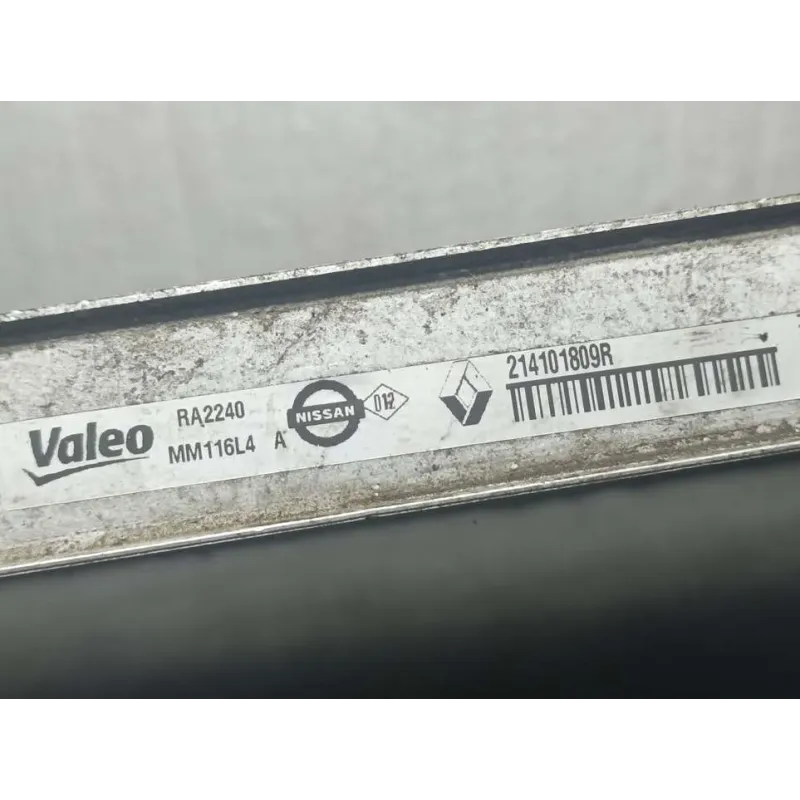 Valeo
RA2240
MM116L4 A
NISSAN
012
214101809R